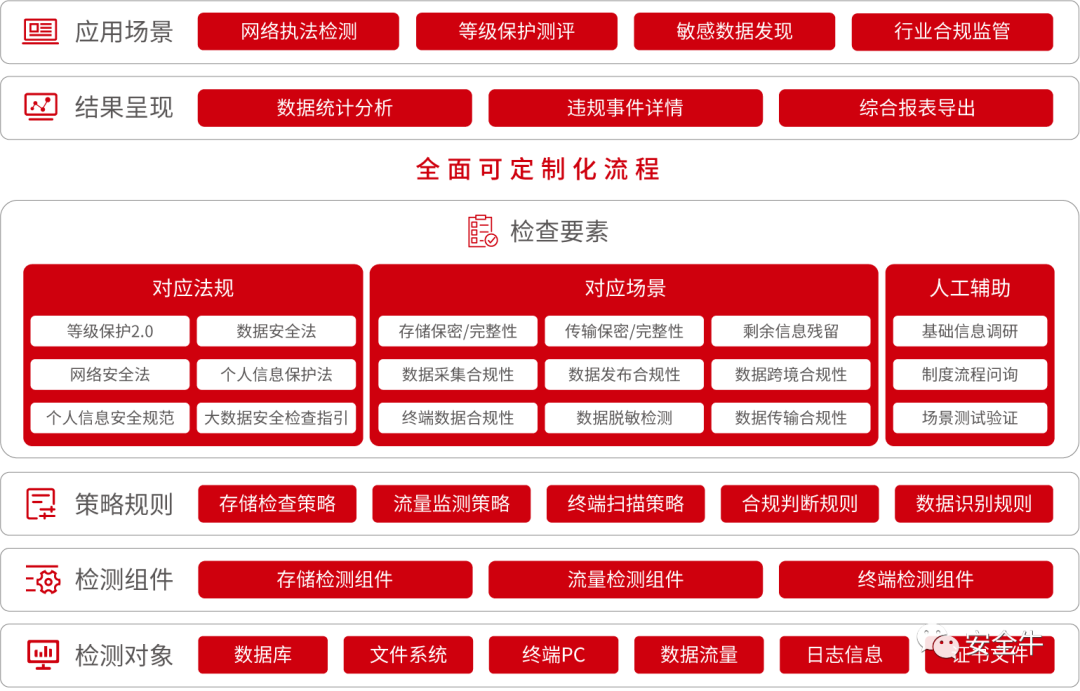 应用场景 网络执法检测 等级保护测评 敏感数据发现 行业合规监管
结果呈现 数据统计分析 违规事件详情 综合报表导出
全面可定制化流程
检查要素
对应法规 对应场景 人工辅助
等级保护2.0 数据安全法 存储保密/完整性 传输保密/完整性 剩余信息残留 基础信息调研
网络安全法 个人信息保护法 数据采集合规性 数据发布合规性 数据跨境合规性 制度流程问询
个人信息安全规范 大数据安全检查指引 终端数据合规性 数据脱敏检测 数据传输合规性 场景测试验证
策略规则 存储检查策略 流量监测策略 终端扫描策略 合规判断规则 数据识别规则
检测组件 存储检测组件 流量检测组件 终端检测组件
检测对象 数据库 文件系统 终端PC 数据流量 日志信息 证书文件
安全牛